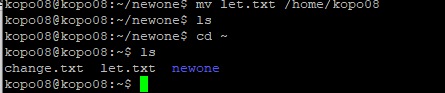 kopo08@kopo08:~/newone$ mv let.txt /home/kopo08
kopo08@kopo08:~/newone$ ls
kopo08@kopo08:~/newone$ cd ~
kopo08@kopo08:~$ ls
change.txt  let.txt  newone
kopo08@kopo08:~$